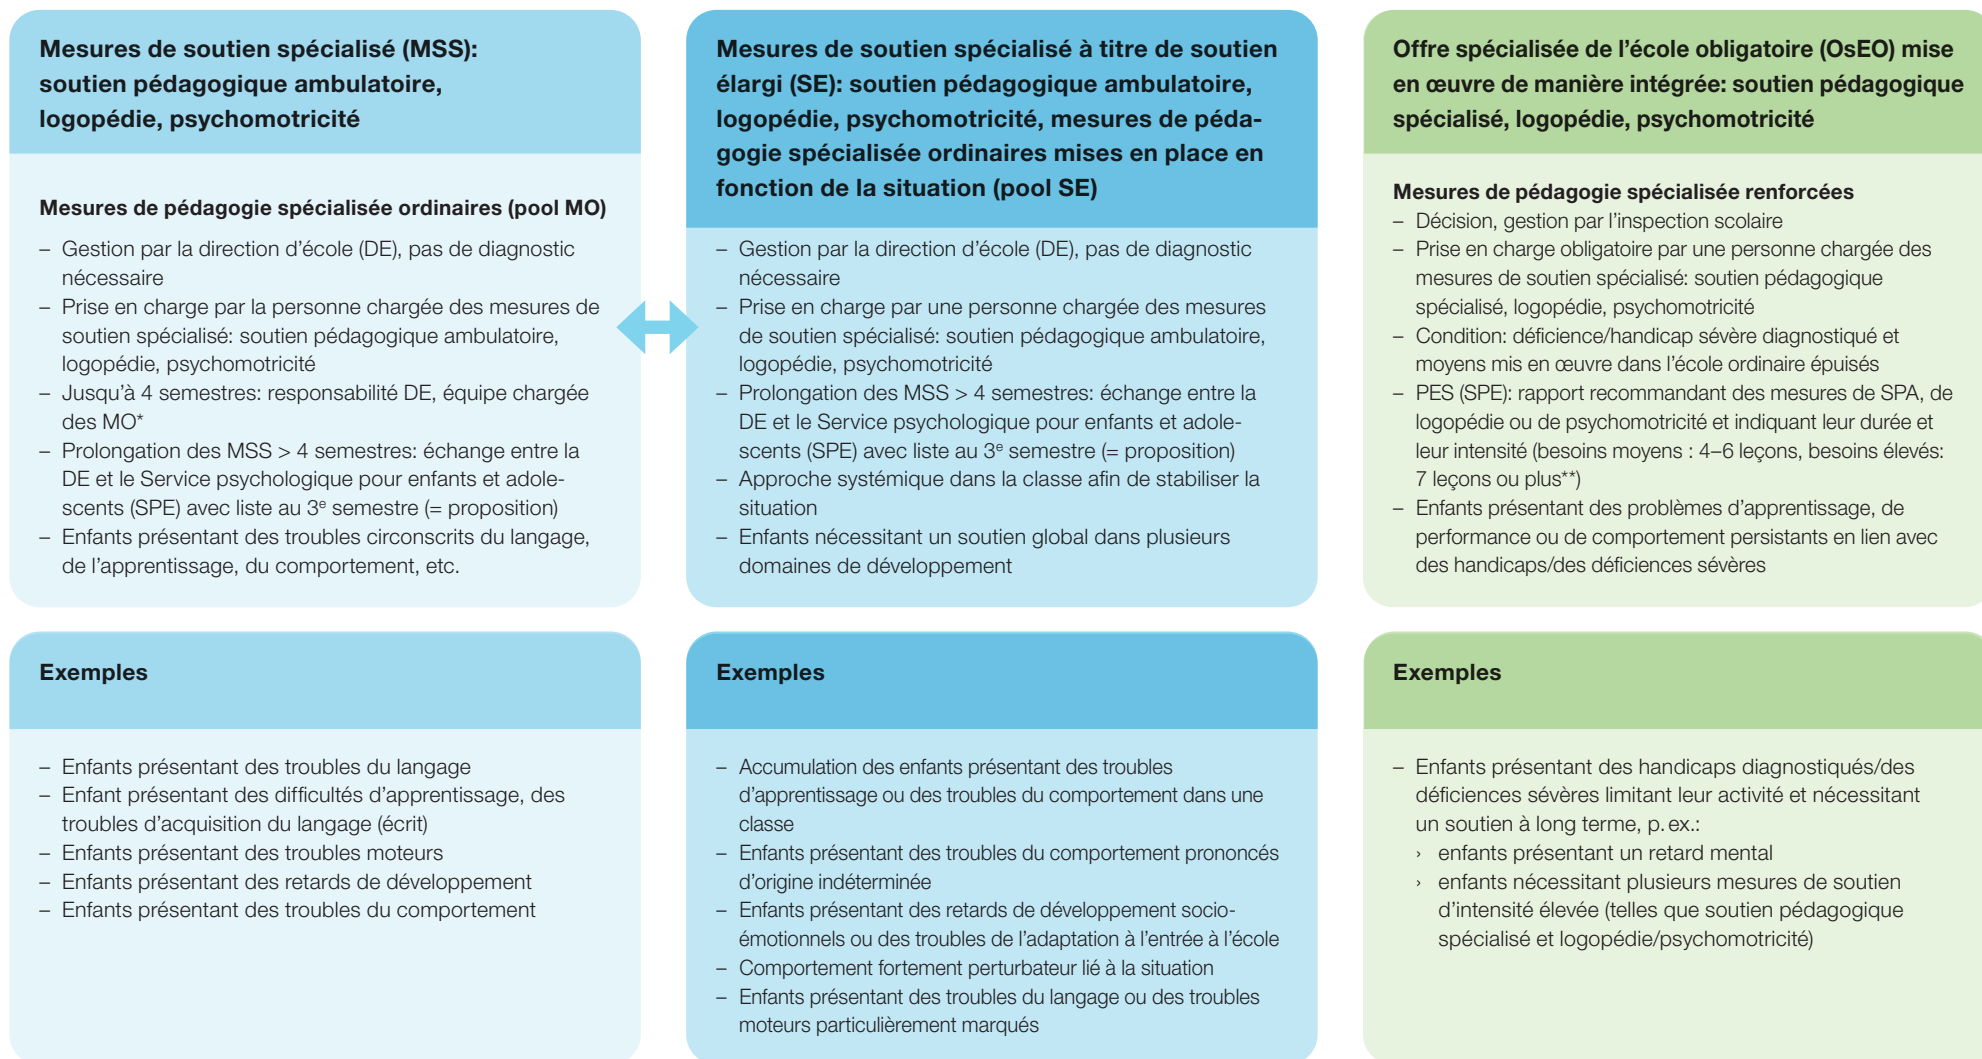 Mesures de soutien spécialisé (MSS):
soutien pédagogique ambulatoire,
logopédie, psychomotricité
Mesures de pédagogie spécialisée ordinaires (pool MO)
– Gestion par la direction d’école (DE), pas de diagnostic
nécessaire
– Prise en charge par la personne chargée des mesures de
soutien spécialisé: soutien pédagogique ambulatoire,
logopédie, psychomotricité
– Jusqu’à 4 semestres: responsabilité DE, équipe chargée
des MO*
– Prolongation des MSS > 4 semestres: échange entre la
DE et le Service psychologique pour enfants et adole-
scents (SPE) avec liste au 3e semestre (= proposition)
– Enfants présentant des troubles circonscrits du langage,
de l’apprentissage, du comportement, etc.
Exemples
– Enfants présentant des troubles du langage
– Enfant présentant des difficultés d’apprentissage, des
troubles d’acquisition du langage (écrit)
– Enfants présentant des troubles moteurs
– Enfants présentant des retards de développement
– Enfants présentant des troubles du comportement
Mesures de soutien spécialisé à titre de soutien
élargi (SE): soutien pédagogique ambulatoire,
logopédie, psychomotricité, mesures de péda-
gogie spécialisée ordinaires mises en place en
fonction de la situation (pool SE)
– Gestion par la direction d’école (DE), pas de diagnostic
nécessaire
– Prise en charge par une personne chargée des mesures
de soutien spécialisé: soutien pédagogique ambulatoire,
logopédie, psychomotricité
– Prolongation des MSS > 4 semestres: échange entre la
DE et le Service psychologique pour enfants et adole-
scents (SPE) avec liste au 3e semestre (= proposition)
– Approche systémique dans la classe afin de stabiliser la
situation
– Enfants nécessitant un soutien global dans plusieurs
domaines de développement
Exemples
– Accumulation des enfants présentant des troubles
d’apprentissage ou des troubles du comportement dans une
classe
– Enfants présentant des troubles du comportement prononcés
d’origine indéterminée
– Enfants présentant des retards de développement socio-
émotionnels ou des troubles de l’adaptation à l’entrée à l’école
– Comportement fortement perturbateur lié à la situation
– Enfants présentant des troubles du langage ou des troubles
moteurs particulièrement marqués
Offre spécialisée de l’école obligatoire (OsEO) mise
en œuvre de manière intégrée: soutien pédagogique
spécialisé, logopédie, psychomotricité
Mesures de pédagogie spécialisée renforcées
– Décision, gestion par l’inspection scolaire
– Prise en charge obligatoire par une personne chargée des
mesures de soutien spécialisé: soutien pédagogique
spécialisé, logopédie, psychomotricité
– Condition: déficience/handicap sévère diagnostiqué et
moyens mis en œuvre dans l’école ordinaire épuisés
– PES (SPE): rapport recommandant des mesures de SPA, de
logopédie ou de psychomotricité et indiquant leur durée et
leur intensité (besoins moyens : 4–6 leçons, besoins élevés:
7 leçons ou plus**)
– Enfants présentant des problèmes d’apprentissage, de
performance ou de comportement persistants en lien avec
des handicaps/des déficiences sévères
Exemples
– Enfants présentant des handicaps diagnostiqués/des
déficiences sévères limitant leur activité et nécessitant
un soutien à long terme, p. ex.:
› enfants présentant un retard mental
› enfants nécessitant plusieurs mesures de soutien
d’intensité élevée (telles que soutien pédagogique
spécialisé et logopédie/psychomotricité)